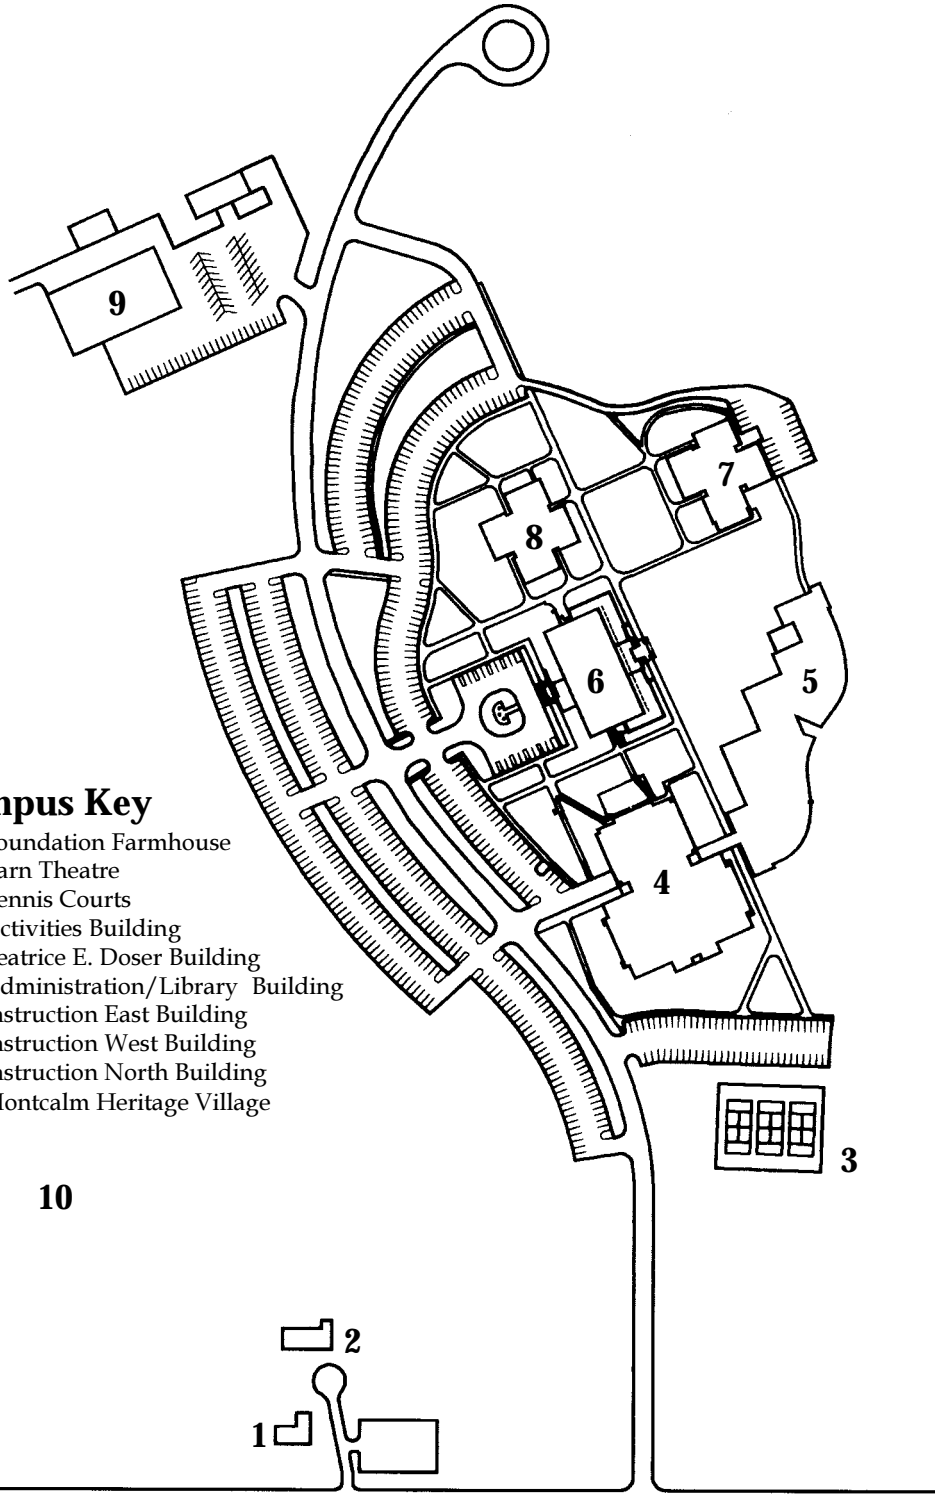 9
7
8
6
5
mpus Key
oundation Farmhouse
arn Theatre
ennis Courts
ctivities Building
eatrice E. Doser Building
dministration/Library Building
nstruction East Building
nstruction West Building
nstruction North Building
Montcalm Heritage Village
4
3
10
2
1